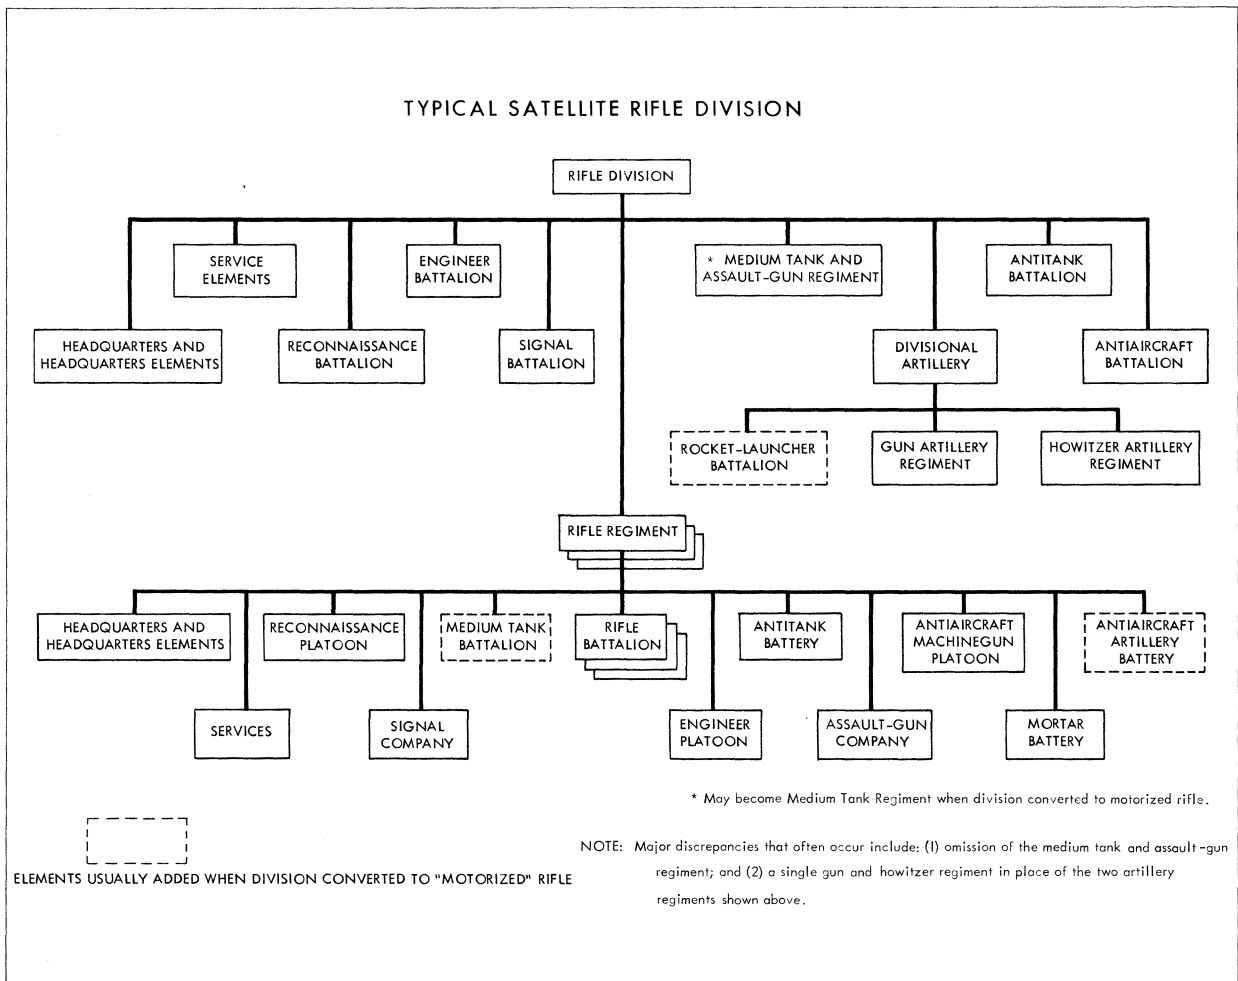 TYPICAL SATELLITE RIFLE DIVISION
RIFLE DIVISION
SERVICE
ELEMENTS
ENGINEER
BATTALION
* MEDIUM TANK AND
ASSAULT-GUN REGIMENT
ANTITANK
BATTALION
HEADQUARTERS AND
HEADQUARTERS ELEMENTS
RECONNAISSANCE
BATTALION
SIGNAL
BATTALION
DIVISIONAL
ARTILLERY
ANTIAIRCRAFT
BATTALION
ROCKET-LAUNCHER
BATTALION
GUN ARTILLERY
REGIMENT
HOWITZER ARTILLERY
REGIMENT
RIFLE REGIMENT
HEADQUARTERS AND
HEADQUARTERS ELEMENTS
RECONNAISSANCE
PLATOON
MEDIUM TANK
BATTALION
RIFLE
BATTALION
ANTITANK
BATTERY
ANTIAIRCRAFT
MACHINEGUN
PLATOON
ANTIAIRCRAFT
ARTILLERY
BATTERY
SERVICES
SIGNAL
COMPANY
ENGINEER
PLATOON
ASSAULT-GUN
COMPANY
MORTAR
BATTERY
* May become Medium Tank Regiment when division converted to motorized rifle.
ELEMENTS USUALLY ADDED WHEN DIVISION CONVERTED TO "MOTORIZED" RIFLE
NOTE: Major discrepancies that often occur include: (1) omission of the medium tank and assault-gun
regiment; and (2) a single gun and howitzer regiment in place of the two artillery
regiments shown above.